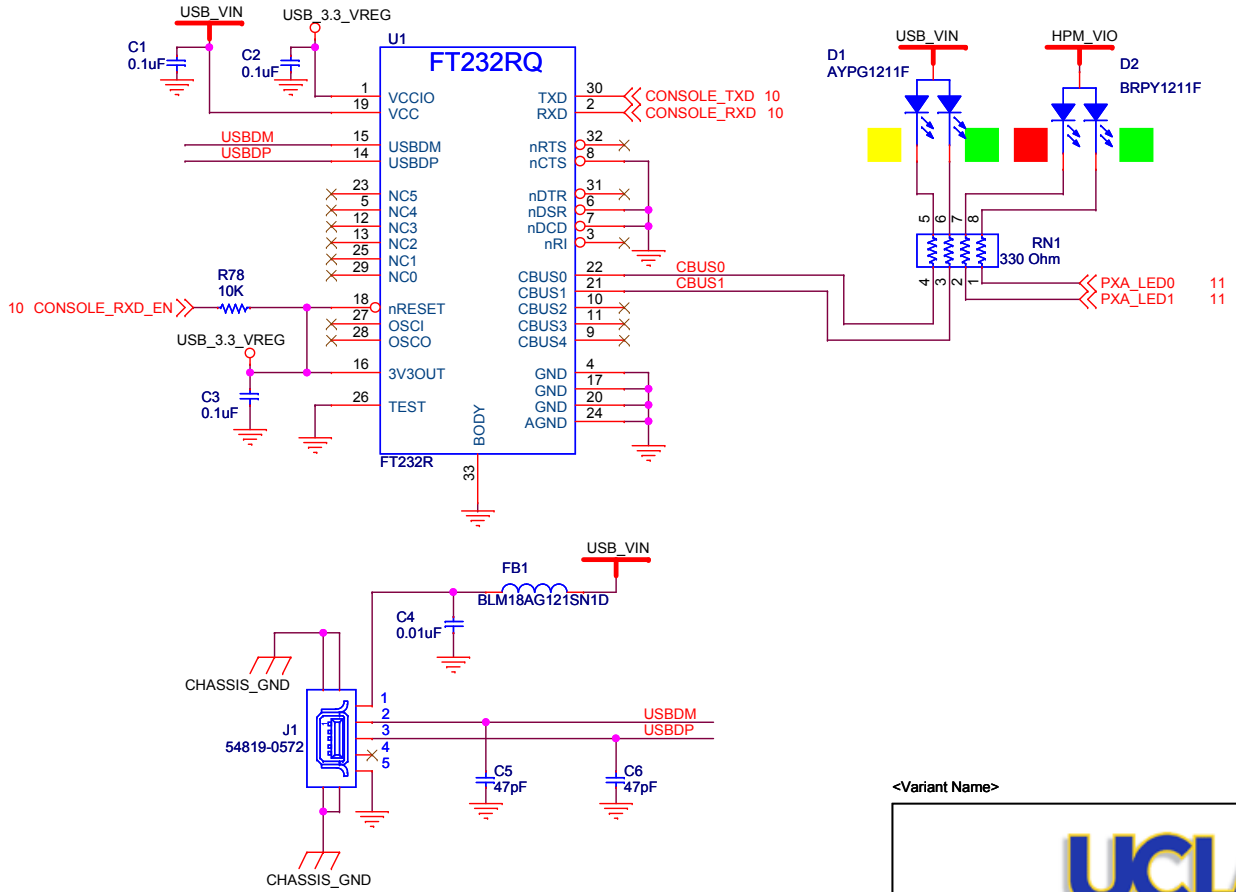 USB_VIN
USB_3.3_VREG
C1
0.1uF
C2
0.1uF
U1
FT232RQ
1
VCCIO
19
VCC
15
USBDM
USBDM
14
USBDP
USBDP
23
NC5
5
NC4
12
NC3
13
NC2
25
NC1
29
NC0
R78
10K
10 CONSOLE_RXD_EN
18
nRESET
27
OSCI
28
OSCO
USB_3.3_VREG
16
3V3OUT
C3
0.1uF
26
TEST
BODY
33
FT232R
TXD
30
CONSOLE_TXD 10
RXD
2
CONSOLE_RXD 10
nRTS
32
nCTS
8
nDTR
31
nDSR
6
nDCD
7
nRI
3
CBUS0
22
CBUS0
CBUS1
21
CBUS1
CBUS2
10
CBUS3
11
CBUS4
9
GND
4
GND
17
GND
20
AGND
24
D1
AYPG1211F
USB_VIN
HPM_VIO
D2
BRPY1211F
5 6 7 8
RN1
330 Ohm
4 3 2 1
PXA_LED0 11
PXA_LED1 11
USB_VIN
FB1
BLM18AG121SN1D
C4
0.01uF
CHASSIS_GND
J1
54819-0572
1
2
3
4
5
USBDM
USBDP
C5
47pF
C6
47pF
CHASSIS_GND
<Variant Name>
UCLA